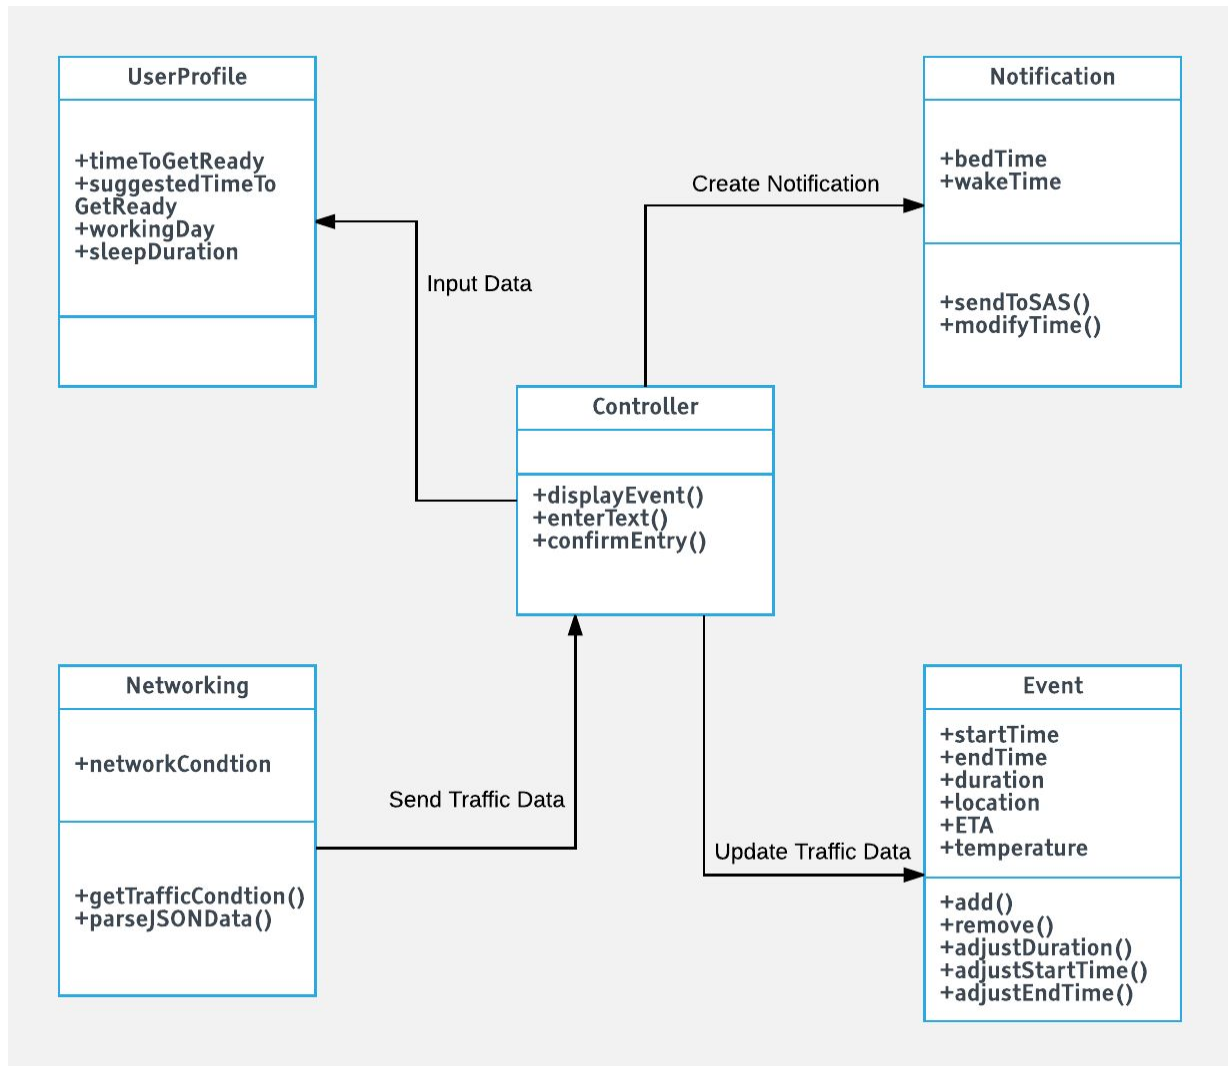 UserProfile
+timeToGetReady
+suggestedTimeTo
GetReady
+workingDay
+sleepDuration
Notification
+bedTime
+wakeTime
+sendToSAS()
+modifyTime()
Create Notification
Input Data
Controller
+displayEvent()
+enterText()
+confirmEntry()
Networking
+networkCondtion
+getTrafficCondtion()
+parseJSONData()
Send Traffic Data
Update Traffic Data
Event
+startTime
+endTime
+duration
+location
+ETA
+temperature
+add()
+remove()
+adjustDuration()
+adjustStartTime()
+adjustEndTime()